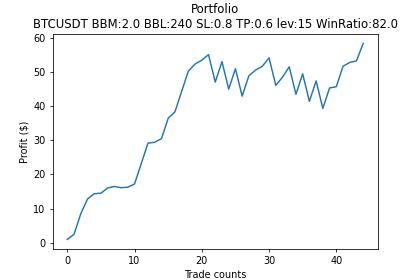 Portfolio
BTCUSDT BBM:2.0 BBL:240 SL:0.8 TP:0.6 lev:15 WinRatio:82.0
60
50
40
30
20
10
0
Profit ($)
0 10 20 30 40
Trade counts